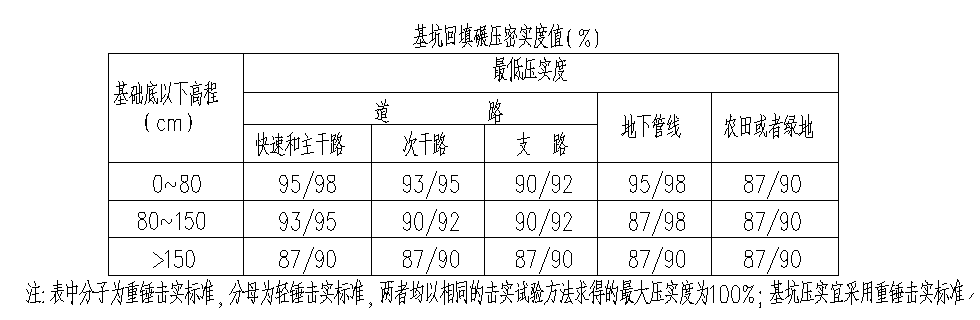 基坑回填碾压密实度值(%)
基础底以下高程(cm) 最低压实度
道 路 地下管线 农田或者绿地
快速和主干路 次干路 支 路
0~80 95/98 93/95 90/92 95/98 87/90
80~150 93/95 90/92 90/92 87/98 87/90
>150 87/90 87/90 87/90 87/90 87/90
注:表中分子为重锤击实标准,分母为轻锤击实标准,两者均以相同的击实试验方法求得的最大压实度为100%;基坑压实宜采用重锤击实标准